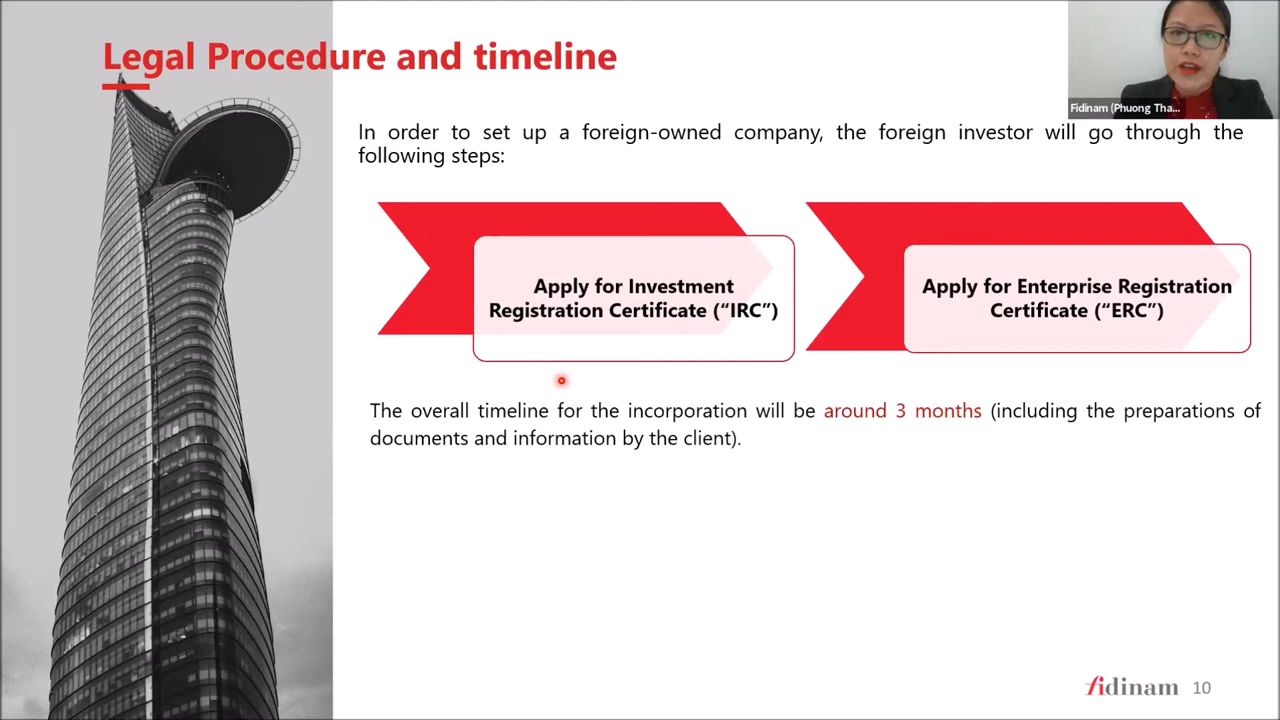 Legal Procedure and timeline
Fidinam (Phuong Tha...
In order to set up a foreign-owned company, the foreign investor will go through the
following steps:
Apply for Investment
Registration Certificate (“IRC”)
Apply for Enterprise Registration
Certificate (“ERC”)
The overall timeline for the incorporation will be around 3 months (including the preparations of
documents and information by the client).
fidinam 10